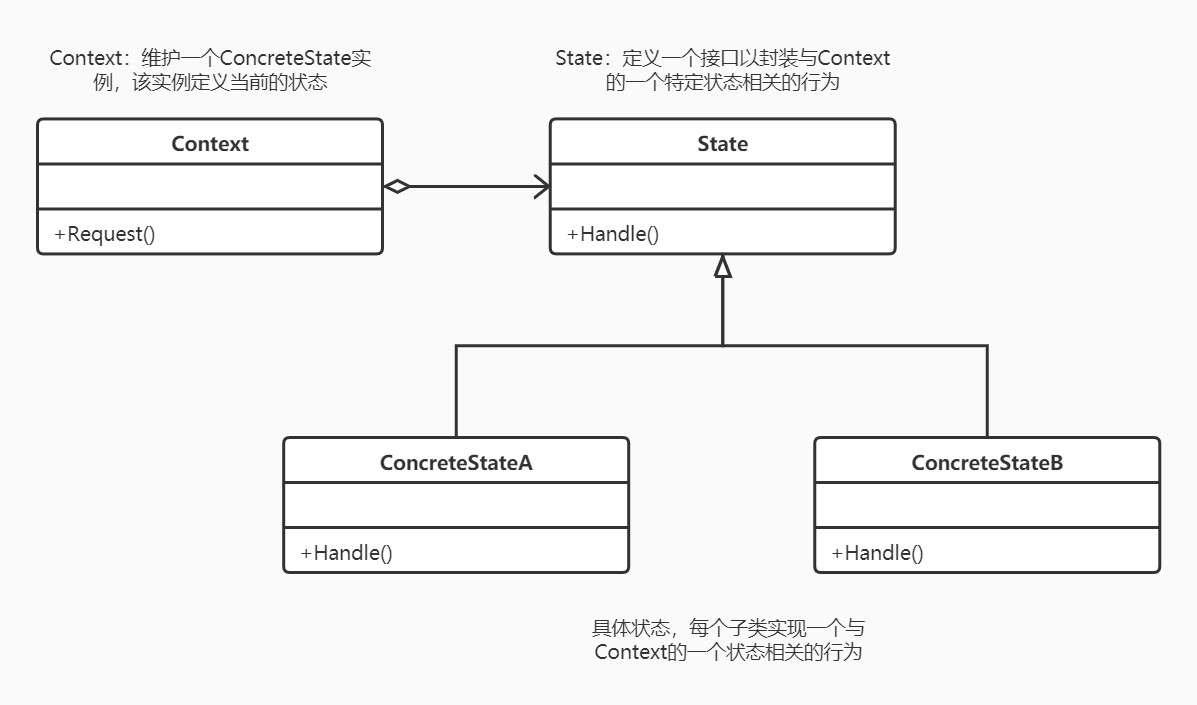 Context：维护一个ConcreteState实
例，该实例定义当前的状态
State：定义一个接口以封装与Context
的一个特定状态相关的行为
Context
State
+Request()
+Handle()
ConcreteStateA
ConcreteStateB
+Handle()
+Handle()
具体状态，每个子类实现一个与
Context的一个状态相关的行为